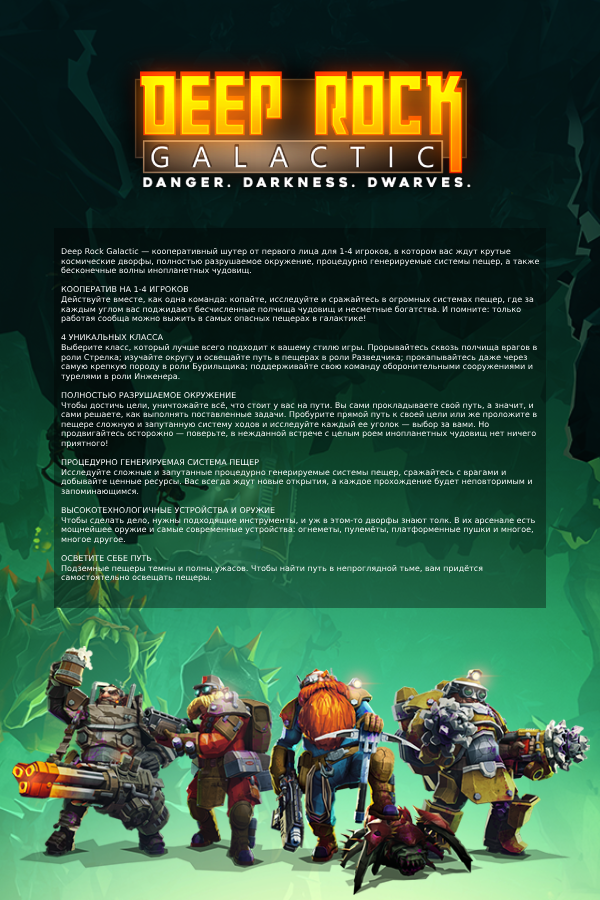 DEEP ROCK
GALACTIC
DANGER. DARKNESS. DWARVES.
Deep Rock Galactic — кооперативный шутер от первого лица для 1-4 игроков, в котором вас ждут крутые
космические дворфы, полностью разрушаемое окружение, процедурно генерируемые системы пещер, а также
бесконечные волны инопланетных чудовищ.
КООПЕРАТИВ НА 1-4 ИГРОКОВ
Действуйте вместе, как одна команда: копайте, исследуйте и сражайтесь в огромных системах пещер, где за
каждым углом вас поджидают бесчисленные полчища чудовищ и несметные богатства. И помните: только
работая сообща можно выжить в самых опасных пещерах в галактике!
4 УНИКАЛЬНЫХ КЛАССА
Выберите класс, который лучше всего подходит к вашему стилю игры. Прорывайтесь сквозь полчища врагов в
роли Стрелка; изучайте округу и освещайте путь в пещерах в роли Разведчика; прокапывайтесь даже через
самую крепкую породу в роли Бурильщика; поддерживайте свою команду оборонительными сооружениями и
турелями в роли Инженера.
ПОЛНОСТЬЮ РАЗРУШАЕМОЕ ОКРУЖЕНИЕ
Чтобы достичь цели, уничтожайте всё, что стоит у вас на пути. Вы сами прокладываете свой путь, а значит, и
сами решаете, как выполнять поставленные задачи. Пробурите прямой путь к своей цели или же проложите в
пещере сложную и запутанную систему ходов и исследуйте каждый ее уголок — выбор за вами. Но
продвигайтесь осторожно — поверьте, в нежданной встрече с целым роем инопланетных чудовищ нет ничего
приятного!
ПРОЦЕДУРНО ГЕНЕРИРУЕМАЯ СИСТЕМА ПЕЩЕР
Исследуйте сложные и запутанные процедурно генерируемые системы пещер, сражайтесь с врагами и
добывайте ценные ресурсы. Вас всегда ждут новые открытия, а каждое прохождение будет неповторимым и
запоминающимся.
ВЫСОКОТЕХНОЛОГИЧНЫЕ УСТРОЙСТВА И ОРУЖИЕ
Чтобы сделать дело, нужны подходящие инструменты, и уж в этом-то дворфы знают толк. В их арсенале есть
мощнейшее оружие и самые современные устройства: огнеметы, пулемёты, платформенные пушки и многое,
многое другое.
ОСВЕТИТЕ СЕБЕ ПУТЬ
Подземные пещеры темны и полны ужасов. Чтобы найти путь в непроглядной тьме, вам придётся
самостоятельно освещать пещеры.